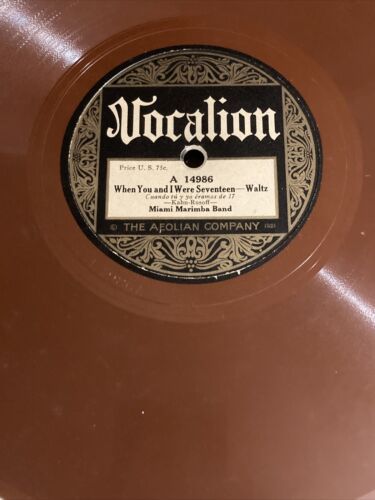 Vocalion
Price U. S. 75c.
A 14986
When You and I Were Seventeen—Waltz
Cuando tú y yo éramos de 17
—Kahn-Rosoff—
Miami Marimba Band
© THE AEOLIAN COMPANY 1921